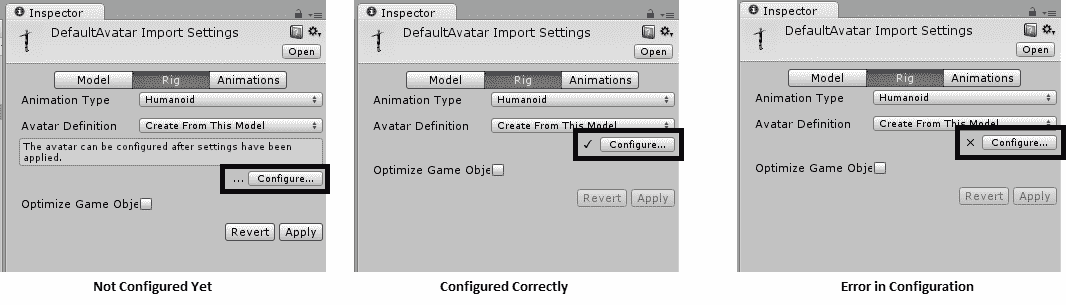 Inspector
DefaultAvatar Import Settings
Open
Model Rig Animations
Animation Type Humanoid
Avatar Definition Create From This Model
The avatar can be configured after settings have been
applied.
... Configure...
Optimize Game Obje
Revert Apply
Not Configured Yet
Inspector
DefaultAvatar Import Settings
Open
Model Rig Animations
Animation Type Humanoid
Avatar Definition Create From This Model
✓ Configure...
Optimize Game Obje
Revert Apply
Configured Correctly
Inspector
DefaultAvatar Import Settings
Open
Model Rig Animations
Animation Type Humanoid
Avatar Definition Create From This Model
✕ Configure...
Optimize Game Obje
Revert Apply
Error in Configuration